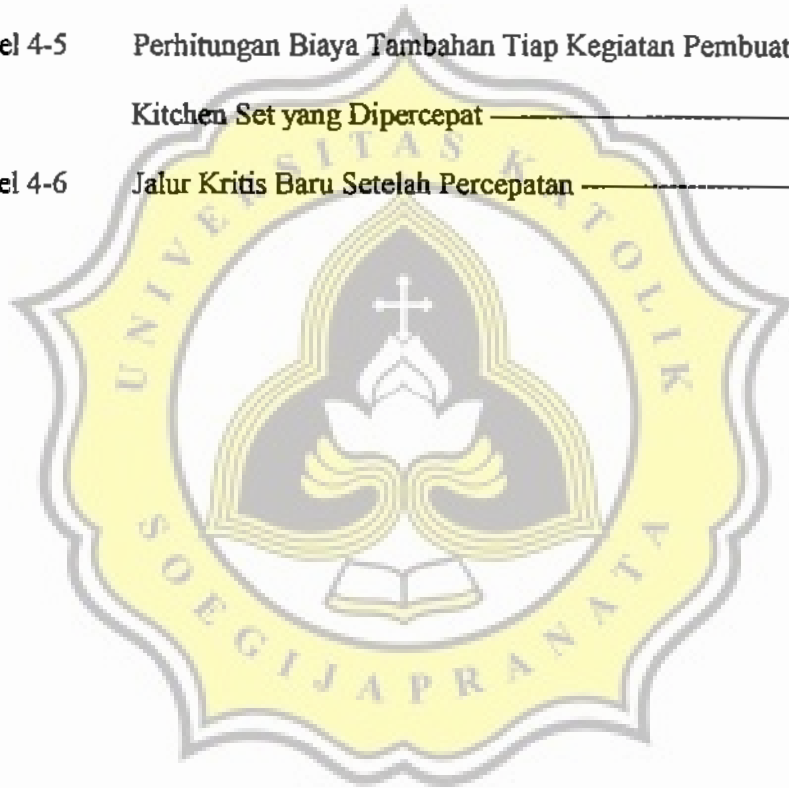 el 4-5 Perhitungan Biaya Tambahan Tiap Kegiatan Pembuat
Kitchen Set yang Dipercepat
el 4-6 Jalur Kritis Baru Setelah Percepatan
UNIVERSITAS KATOLIK
SOEGIJAPRANATA